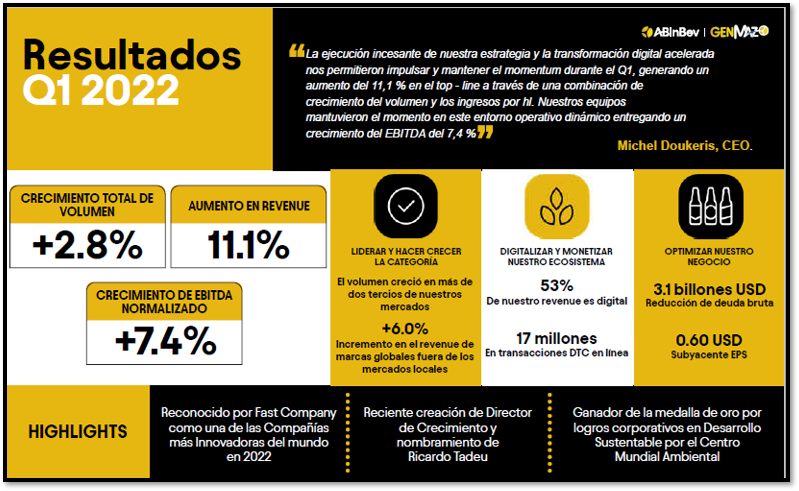 Resultados
Q1 2022
ABInBev | GENMAZ
“La ejecución incesante de nuestra estrategia y la transformación digital acelerada
nos permitieron impulsar y mantener el momentum durante el Q1, generando un
aumento del 11,1 % en el top - line a través de una combinación de
crecimiento del volumen y los ingresos por hl. Nuestros equipos
mantuvieron el momento en este entorno operativo dinámico entregando un
crecimiento del EBITDA del 7,4 %”
Michel Doukeris, CEO.
CRECIMIENTO TOTAL DE
VOLUMEN
+2.8%
AUMENTO EN REVENUE
11.1%
CRECIMIENTO DE EBITDA
NORMALIZADO
+7.4%
LIDERAR Y HACER CRECER
LA CATEGORÍA
El volumen creció en más de
dos tercios de nuestros
mercados
+6.0%
Incremento en el revenue de
marcas globales fuera de los
mercados locales
DIGITALIZAR Y MONETIZAR
NUESTRO ECOSISTEMA
53%
De nuestro revenue es digital
17 millones
En transacciones DTC en línea
OPTIMIZAR NUESTRO
NEGOCIO
3.1 billones USD
Reducción de deuda bruta
0.60 USD
Subyacente EPS
HIGHLIGHTS
Reconocido por Fast Company
como una de las Compañías
más Innovadoras del mundo
en 2022
Reciente creación de Director
de Crecimiento y
nombramiento de
Ricardo Tadeu
Ganador de la medalla de oro por
logros corporativos en Desarrollo
Sustentable por el Centro
Mundial Ambiental